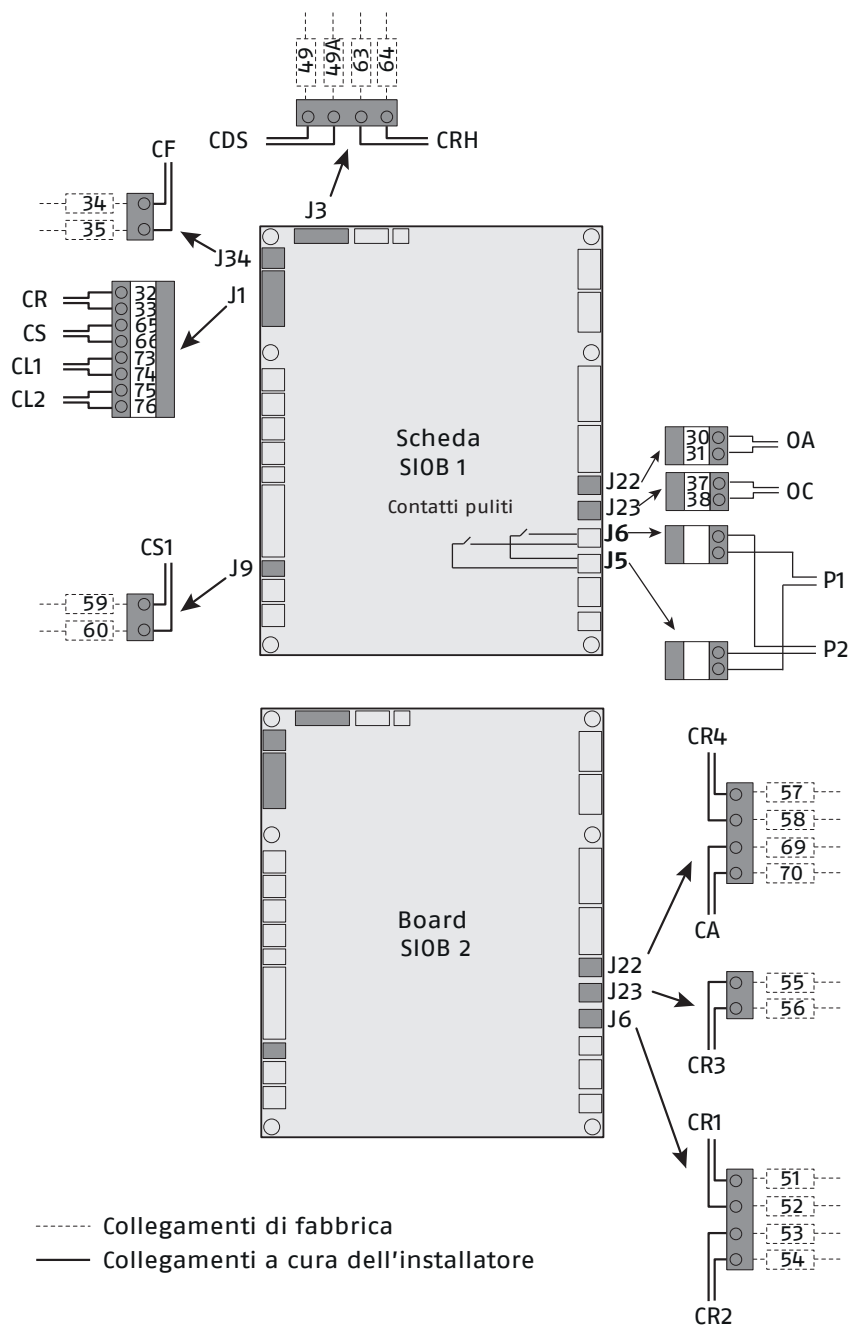 49 49A 63 64
CDS CRH
CF
34
35
J3
J34
J1
CR 32
33
CS 65
66
CL1 73
74
CL2 75
76
Scheda
SIOB 1
Contatti puliti
J22
J23
J6
J5
30 OA
31
37 OC
38
P1
P2
CS1
J9
59
60
CR4
57
58
69
70
CA
Board
SIOB 2
J22
J23
J6
55
56
CR3
CR1
51
52
53
54
CR2
Collegamenti di fabbrica
Collegamenti a cura dell'installatore